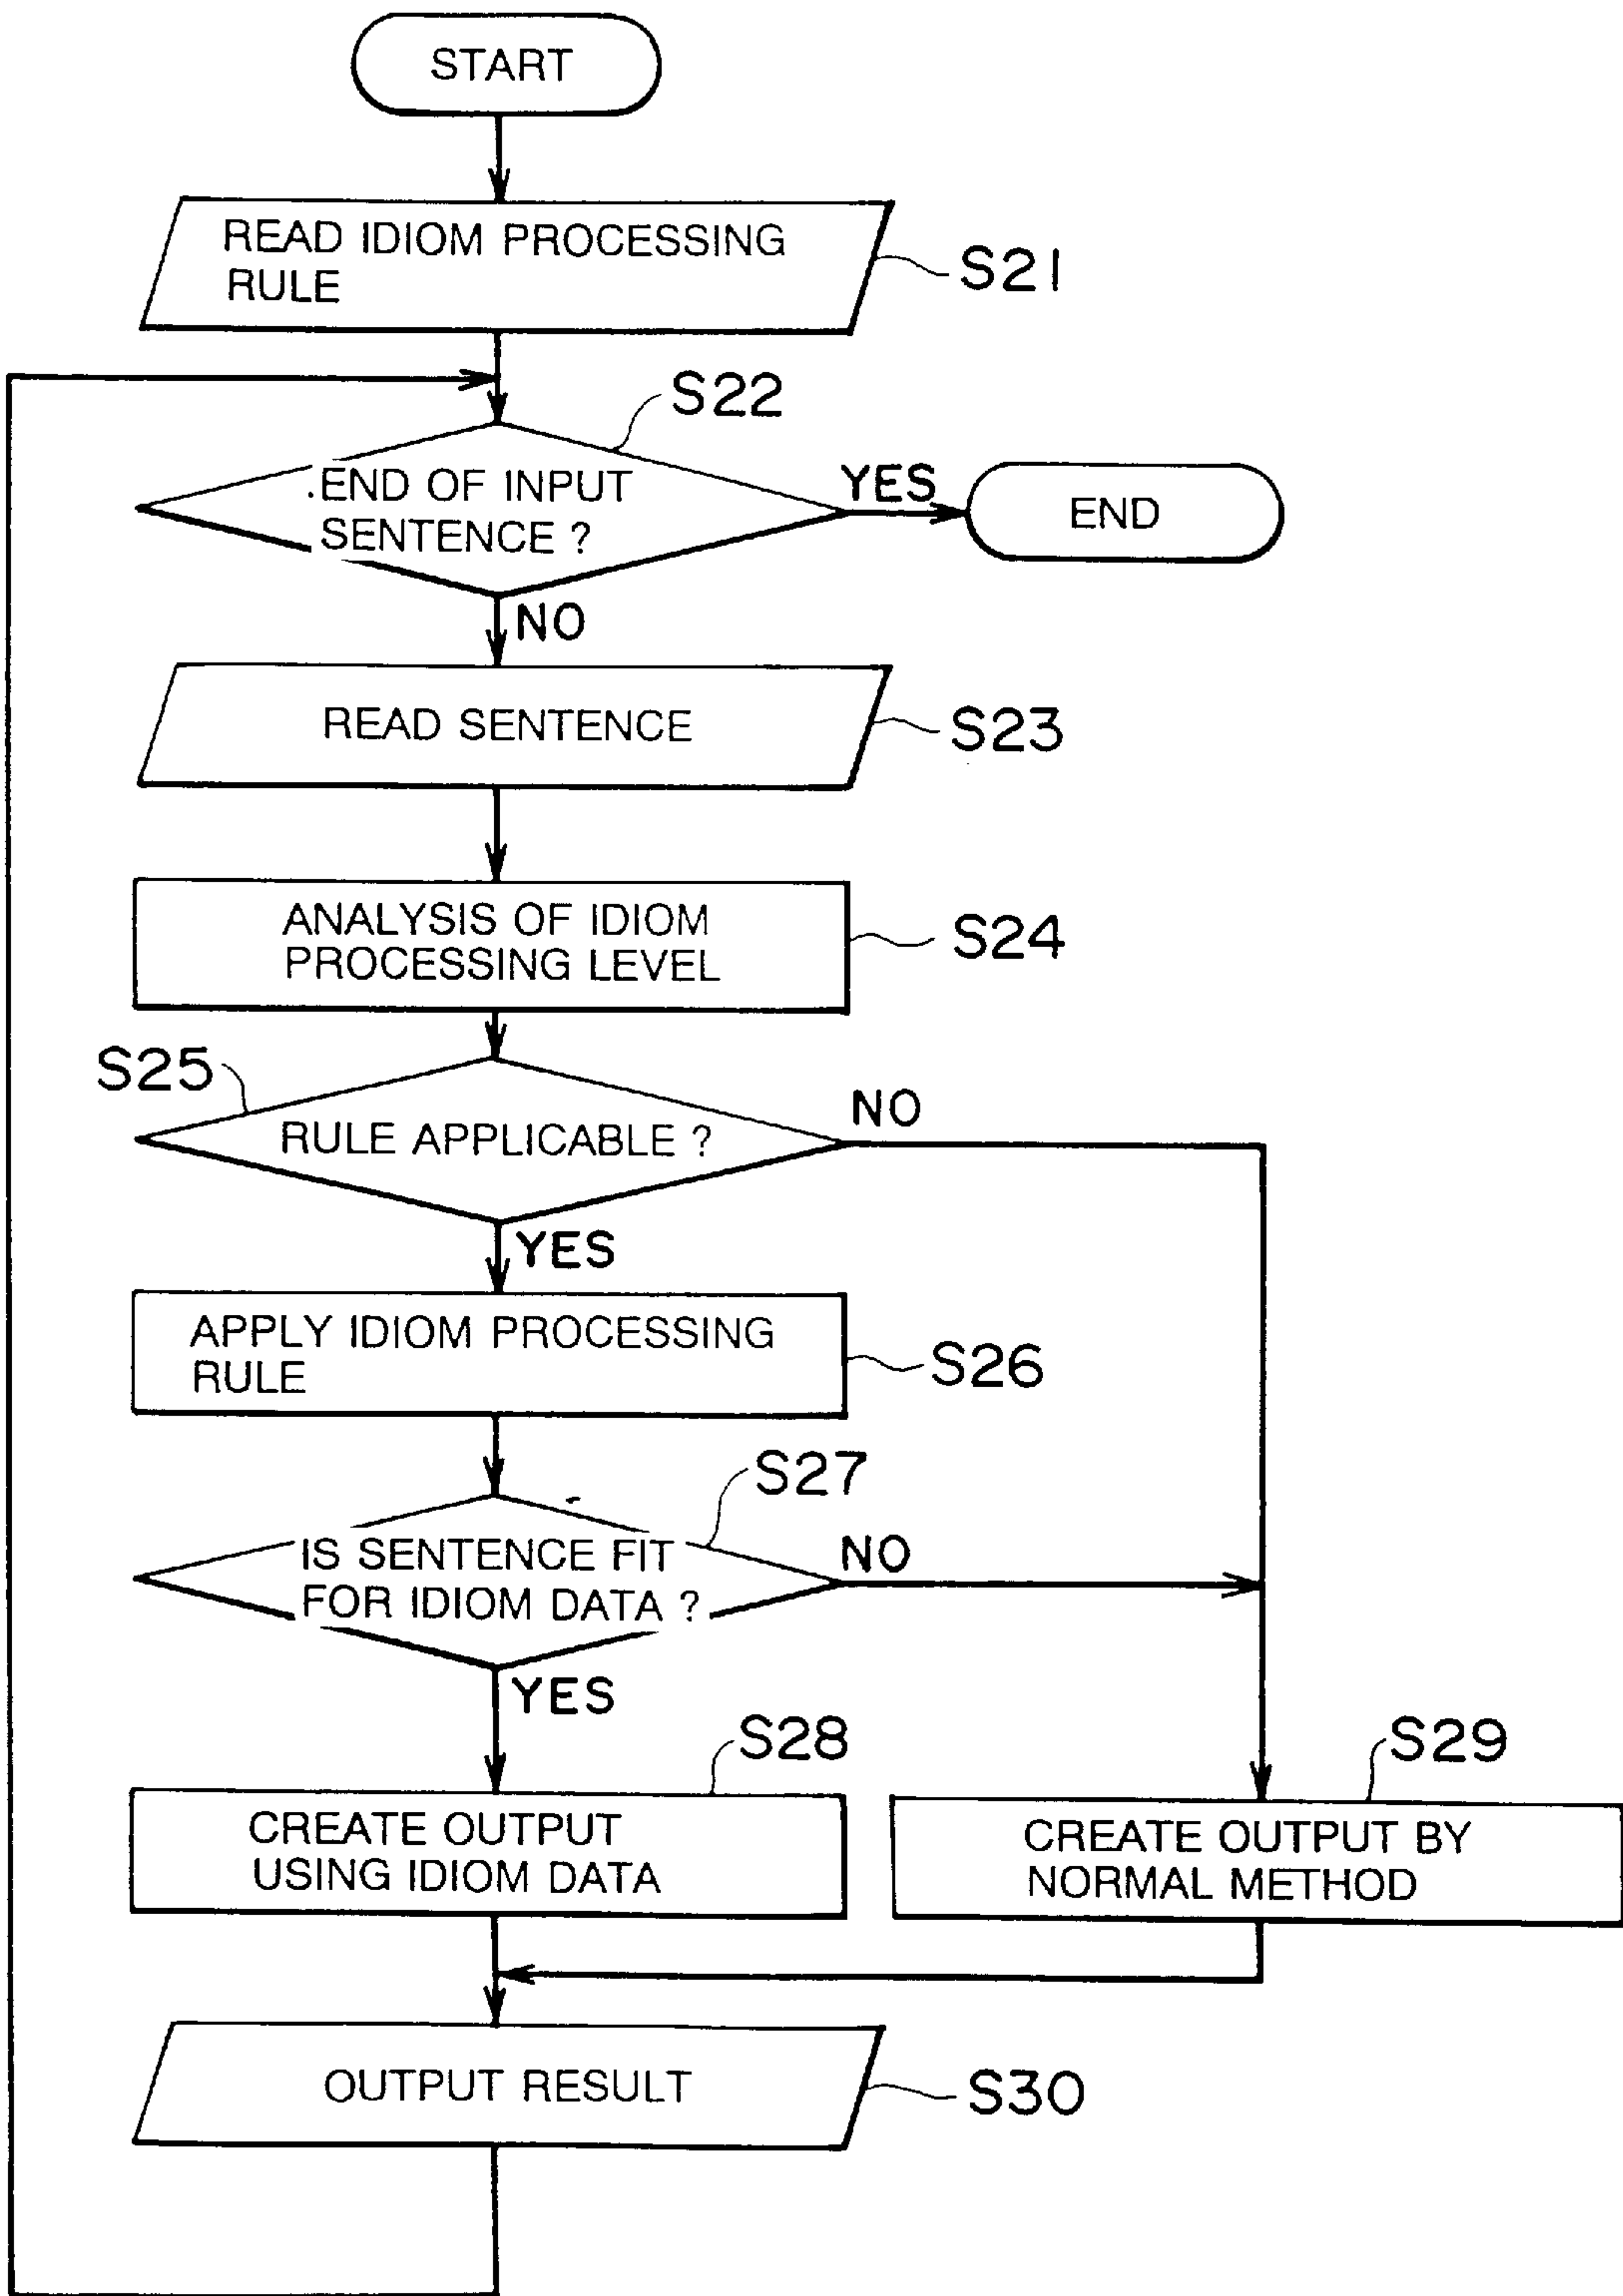 START
READ IDIOM PROCESSING
RULE
S21
S22
.END OF INPUT
SENTENCE ?
YES
END
NO
READ SENTENCE
S23
ANALYSIS OF IDIOM
PROCESSING LEVEL
S24
S25
RULE APPLICABLE ?
NO
YES
APPLY IDIOM PROCESSING
RULE
S26
S27
IS SENTENCE FIT
FOR IDIOM DATA ?
NO
YES
S28
CREATE OUTPUT
USING IDIOM DATA
S29
CREATE OUTPUT BY
NORMAL METHOD
OUTPUT RESULT
S30